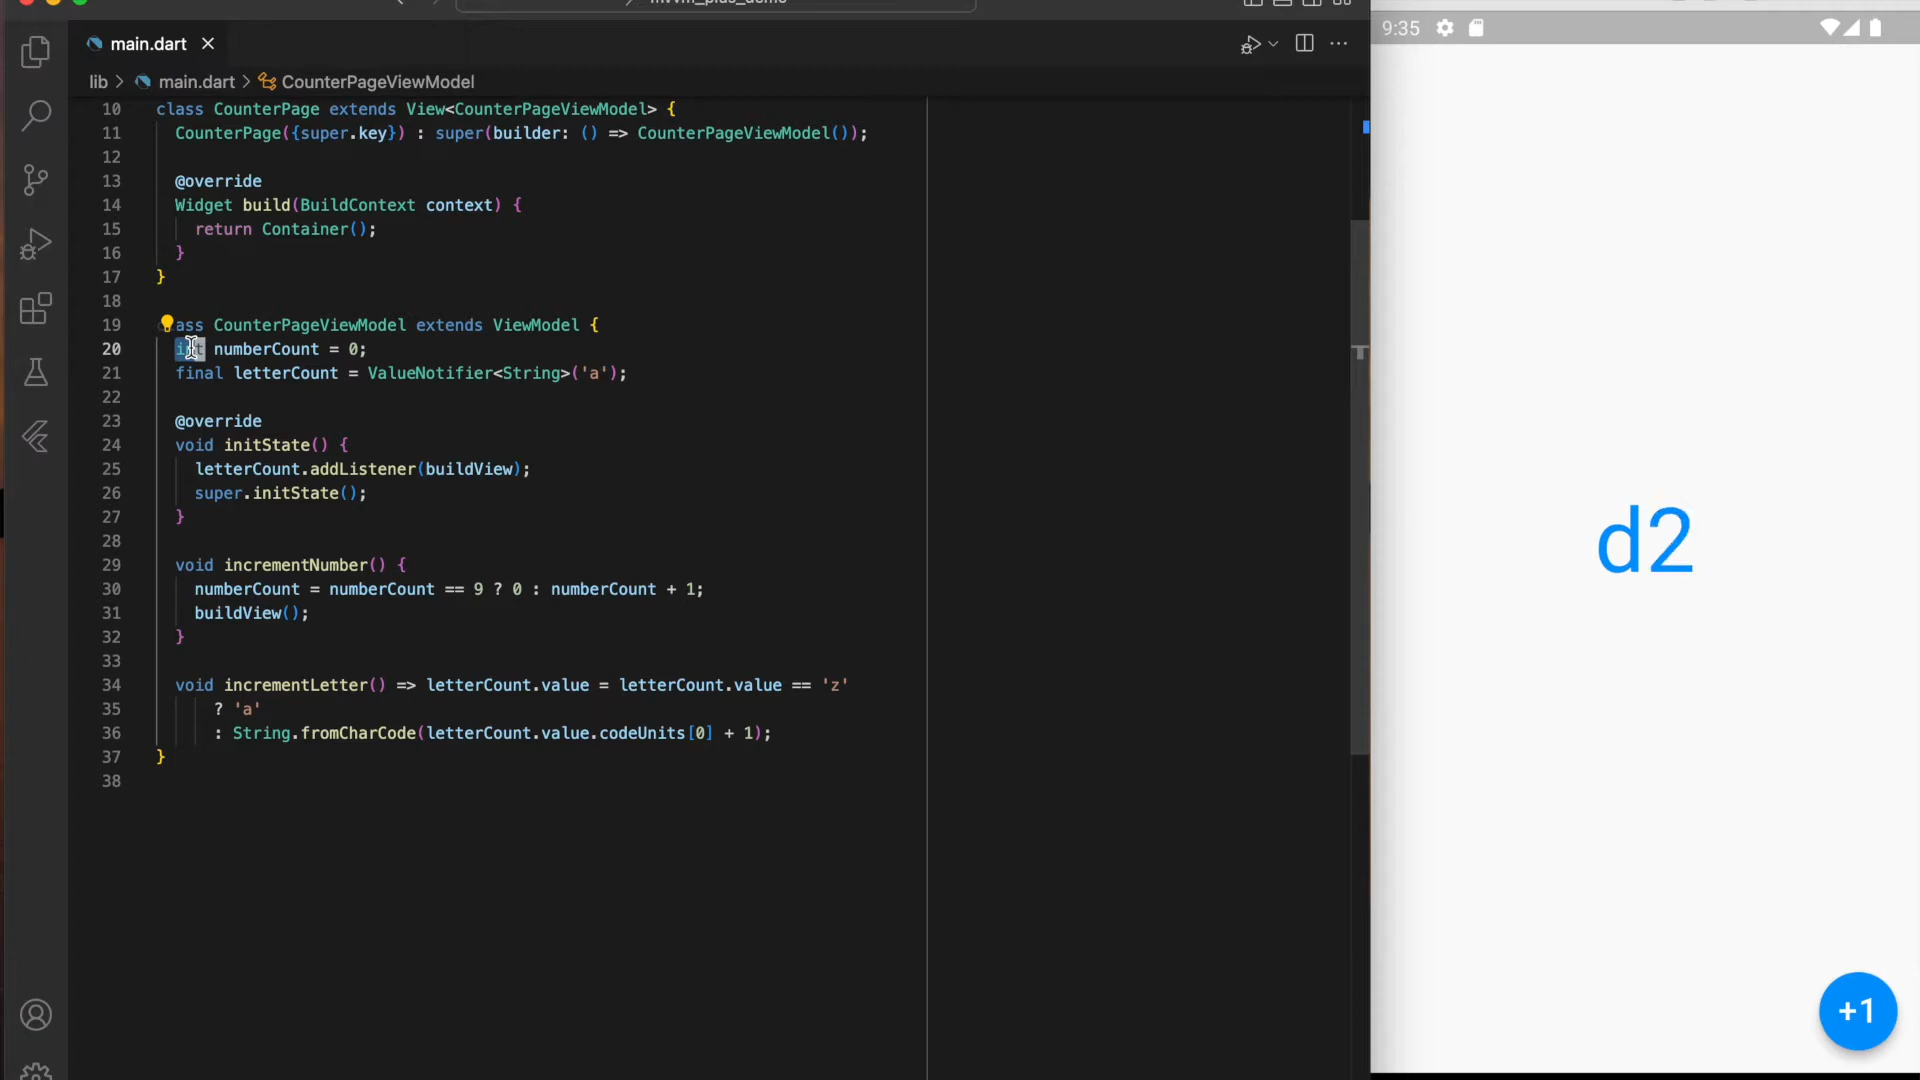 mvvm_plus_demo
main.dart
lib > main.dart > CounterPageViewModel
10 class CounterPage extends View<CounterPageViewModel> {
11 CounterPage({super.key}) : super(builder: () => CounterPageViewModel());
12
13 @override
14 Widget build(BuildContext context) {
15 return Container();
16 }
17 }
18
19 ass CounterPageViewModel extends ViewModel {
20 int numberCount = 0;
21 final letterCount = ValueNotifier<String>('a');
22
23 @override
24 void initState() {
25 letterCount.addListener(buildView);
26 super.initState();
27 }
28
29 void incrementNumber() {
30 numberCount = numberCount == 9 ? 0 : numberCount + 1;
31 buildView();
32 }
33
34 void incrementLetter() => letterCount.value = letterCount.value == 'z'
35 ? 'a'
36 : String.fromCharCode(letterCount.value.codeUnits[0] + 1);
37 }
38
9:35
d2
+1